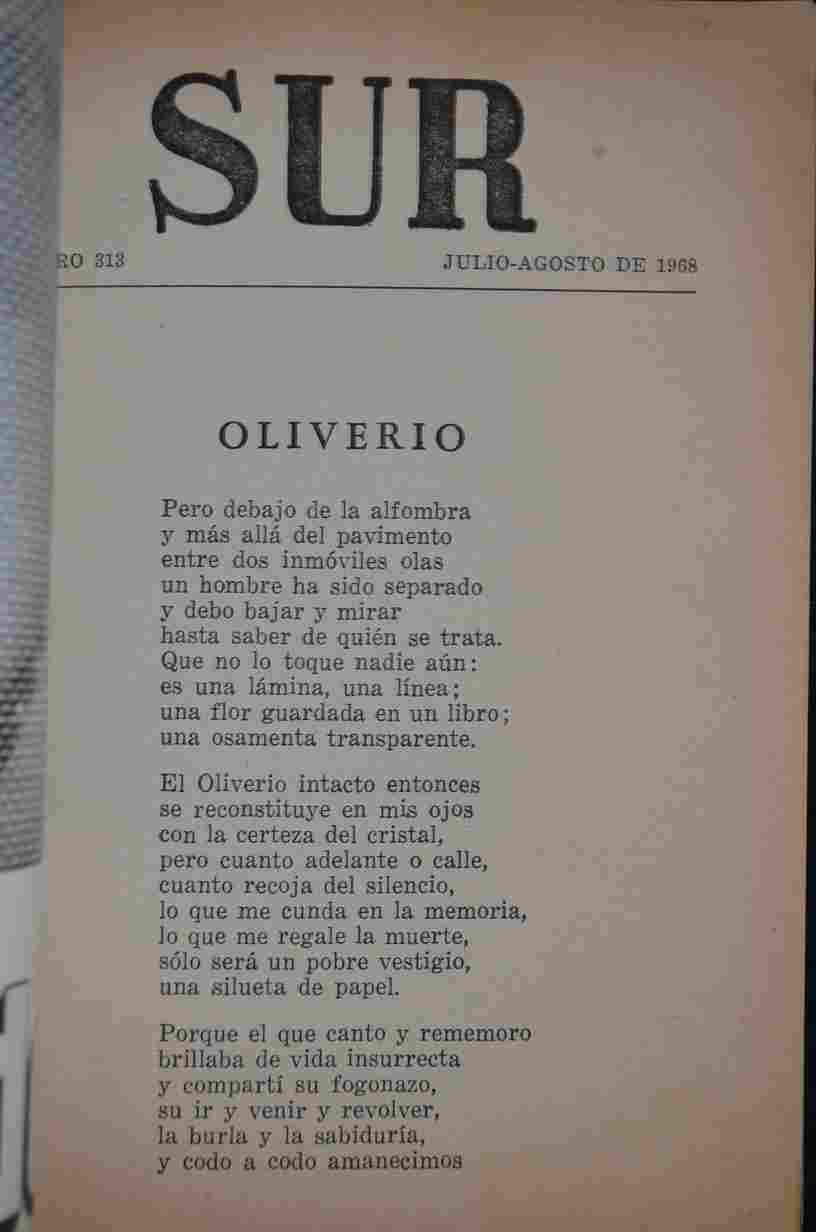 SUR
RO 313 JULIO-AGOSTO DE 1968
OLIVERIO
Pero debajo de la alfombra
y más allá del pavimento
entre dos inmóviles olas
un hombre ha sido separado
y debo bajar y mirar
hasta saber de quién se trata.
Que no lo toque nadie aún:
es una lámina, una línea;
una flor guardada en un libro;
una osamenta transparente.
El Oliverio intacto entonces
se reconstituye en mis ojos
con la certeza del cristal,
pero cuanto adelante o calle,
cuanto recoja del silencio,
lo que me cunda en la memoria,
lo que me regale la muerte,
sólo será un pobre vestigio,
una silueta de papel.
Porque el que canto y rememoro
brillaba de vida insurrecta
y compartí su fogonazo,
su ir y venir y revolver,
la burla y la sabiduría,
y codo a codo amanecimos